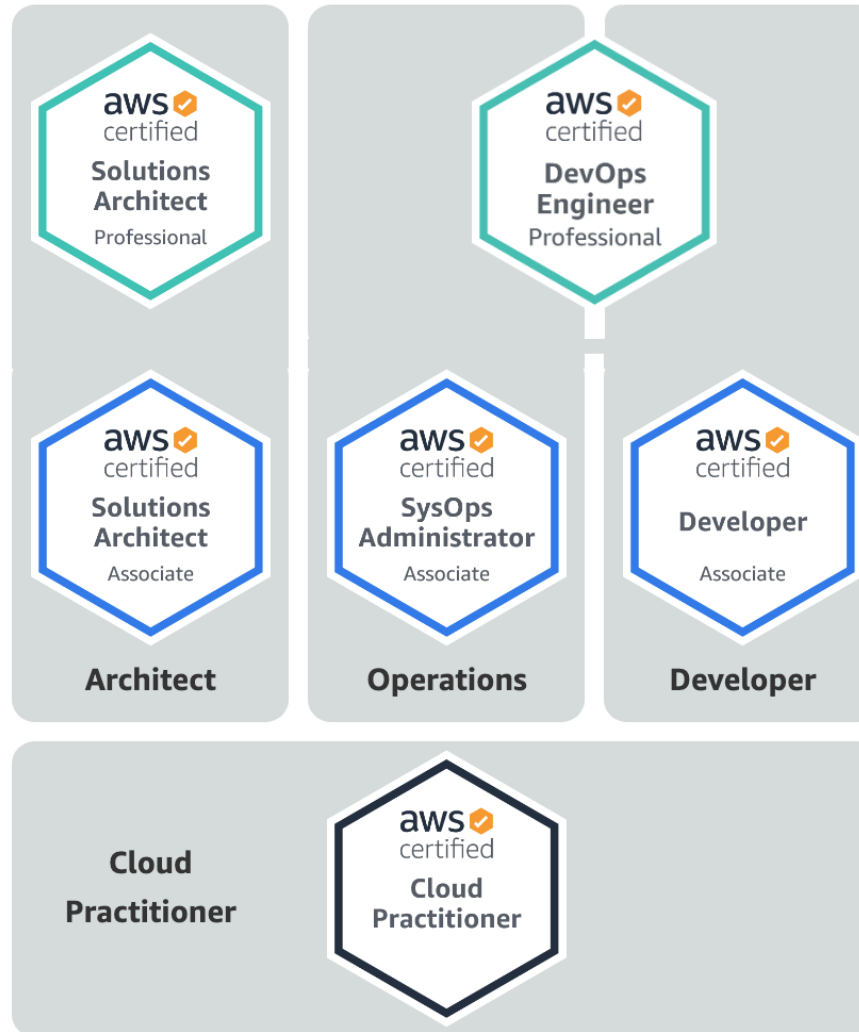 aws
certified
Solutions
Architect
Professional
aws
certified
DevOps
Engineer
Professional
aws
certified
Solutions
Architect
Associate
aws
certified
SysOps
Administrator
Associate
aws
certified
Developer
Associate
Architect
Operations
Developer
Cloud
Practitioner
aws
certified
Cloud
Practitioner